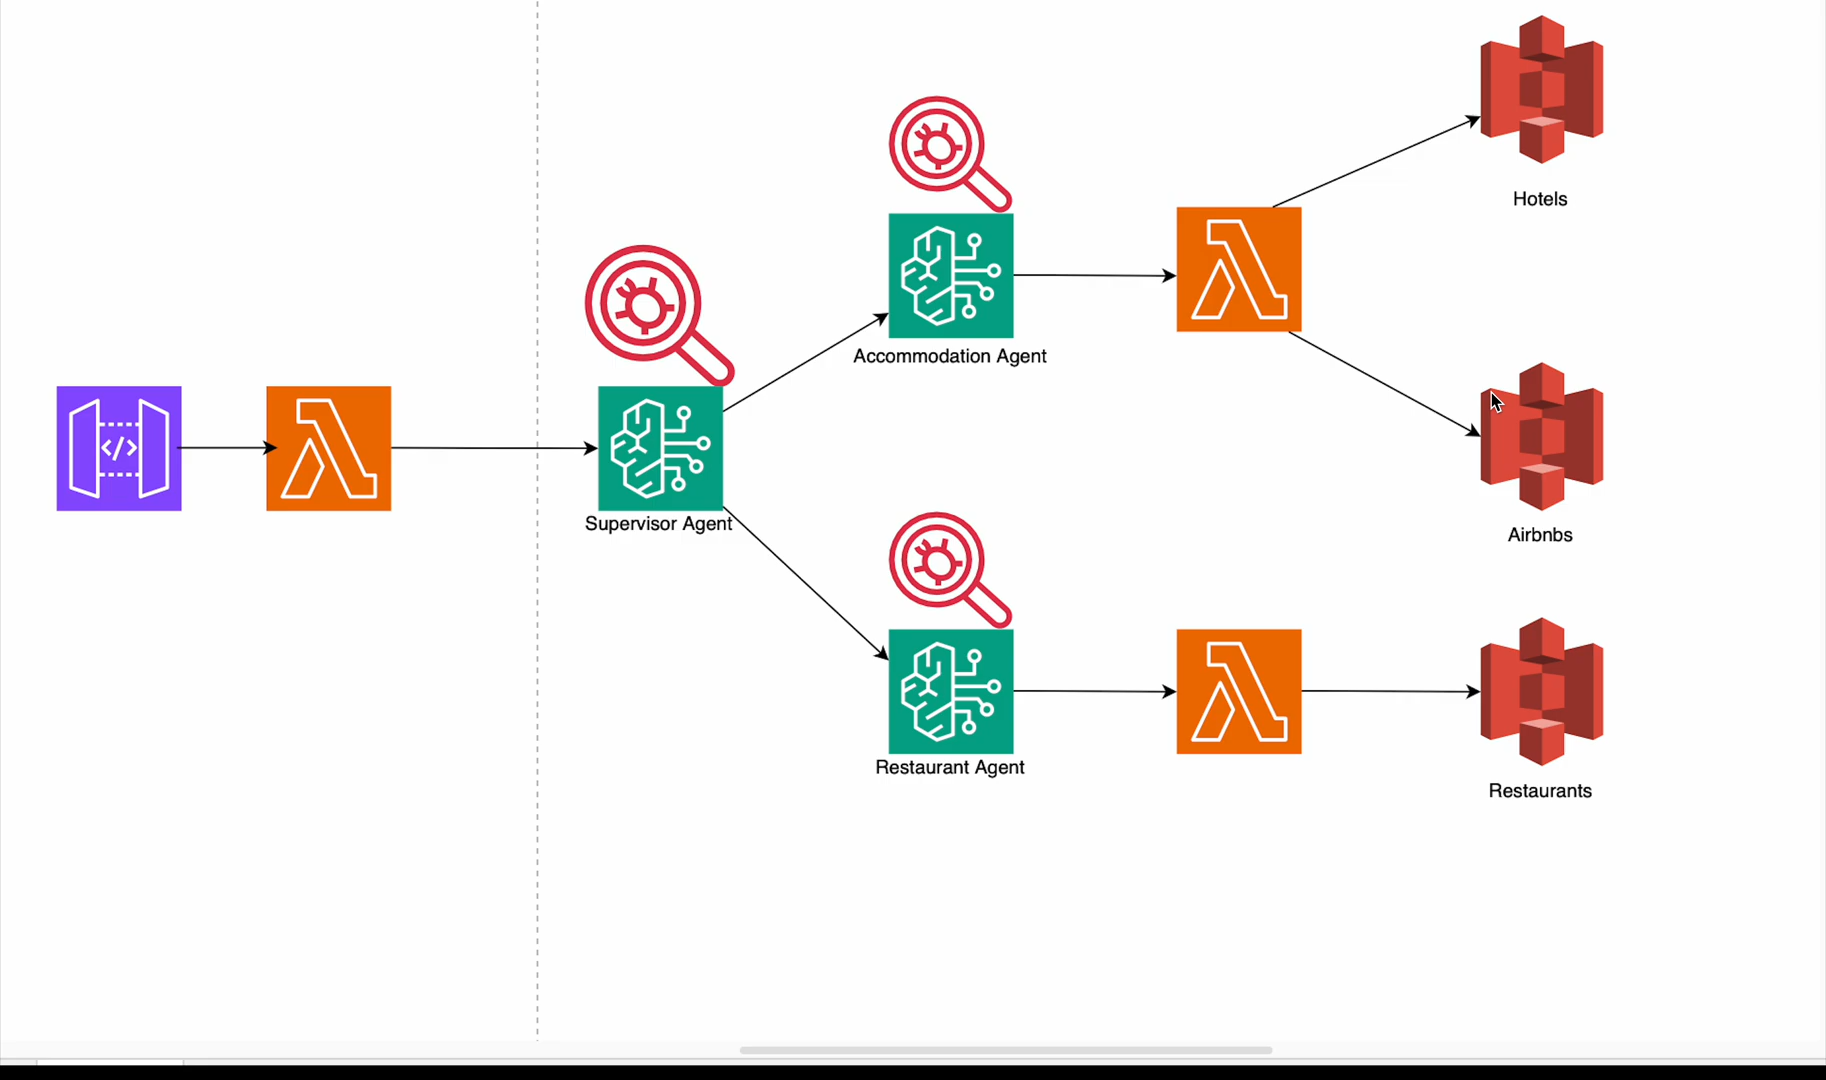 Hotels
Accommodation Agent
</>
Supervisor Agent
Airbnbs
Restaurant Agent
Restaurants